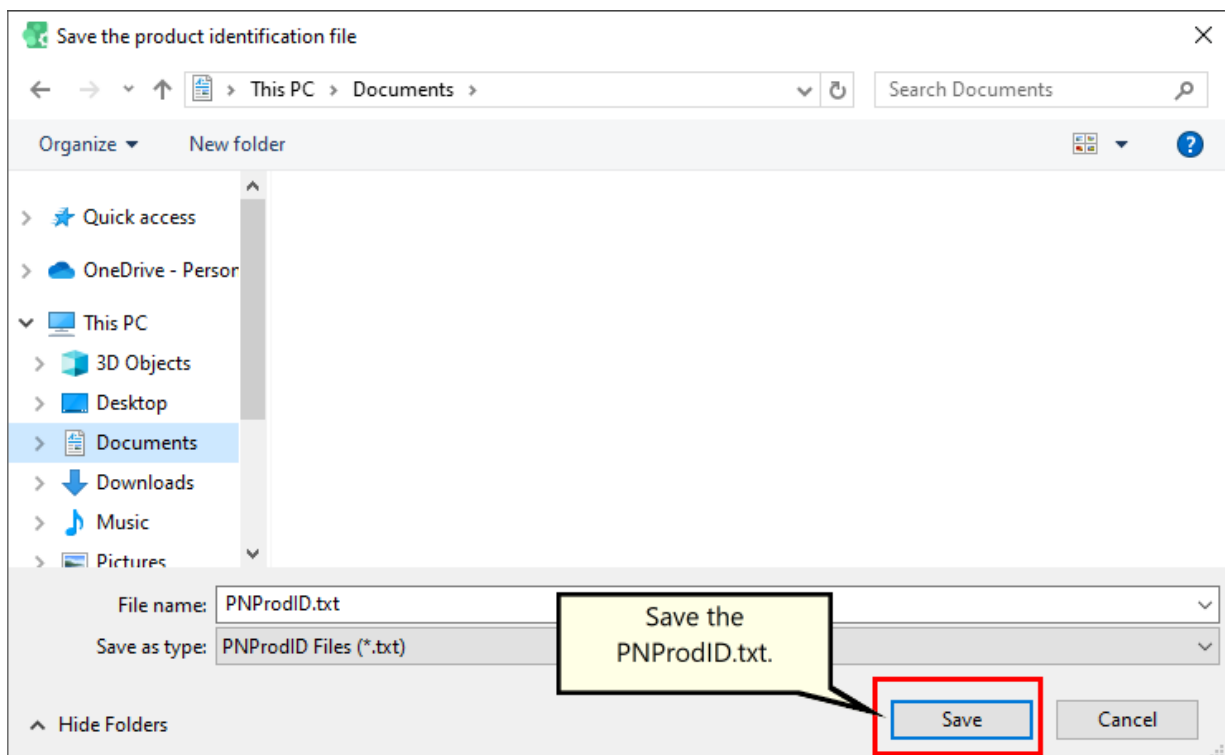 Save the product identification file
This PC > Documents >
Search Documents
Organize
New folder
?
Quick access
OneDrive - Person
This PC
3D Objects
Desktop
Documents
Downloads
Music
Pictures
File name: PNProdID.txt
Save as type: PNProdID Files (*.txt)
Save the
PNProdID.txt.
Hide Folders
Save
Cancel